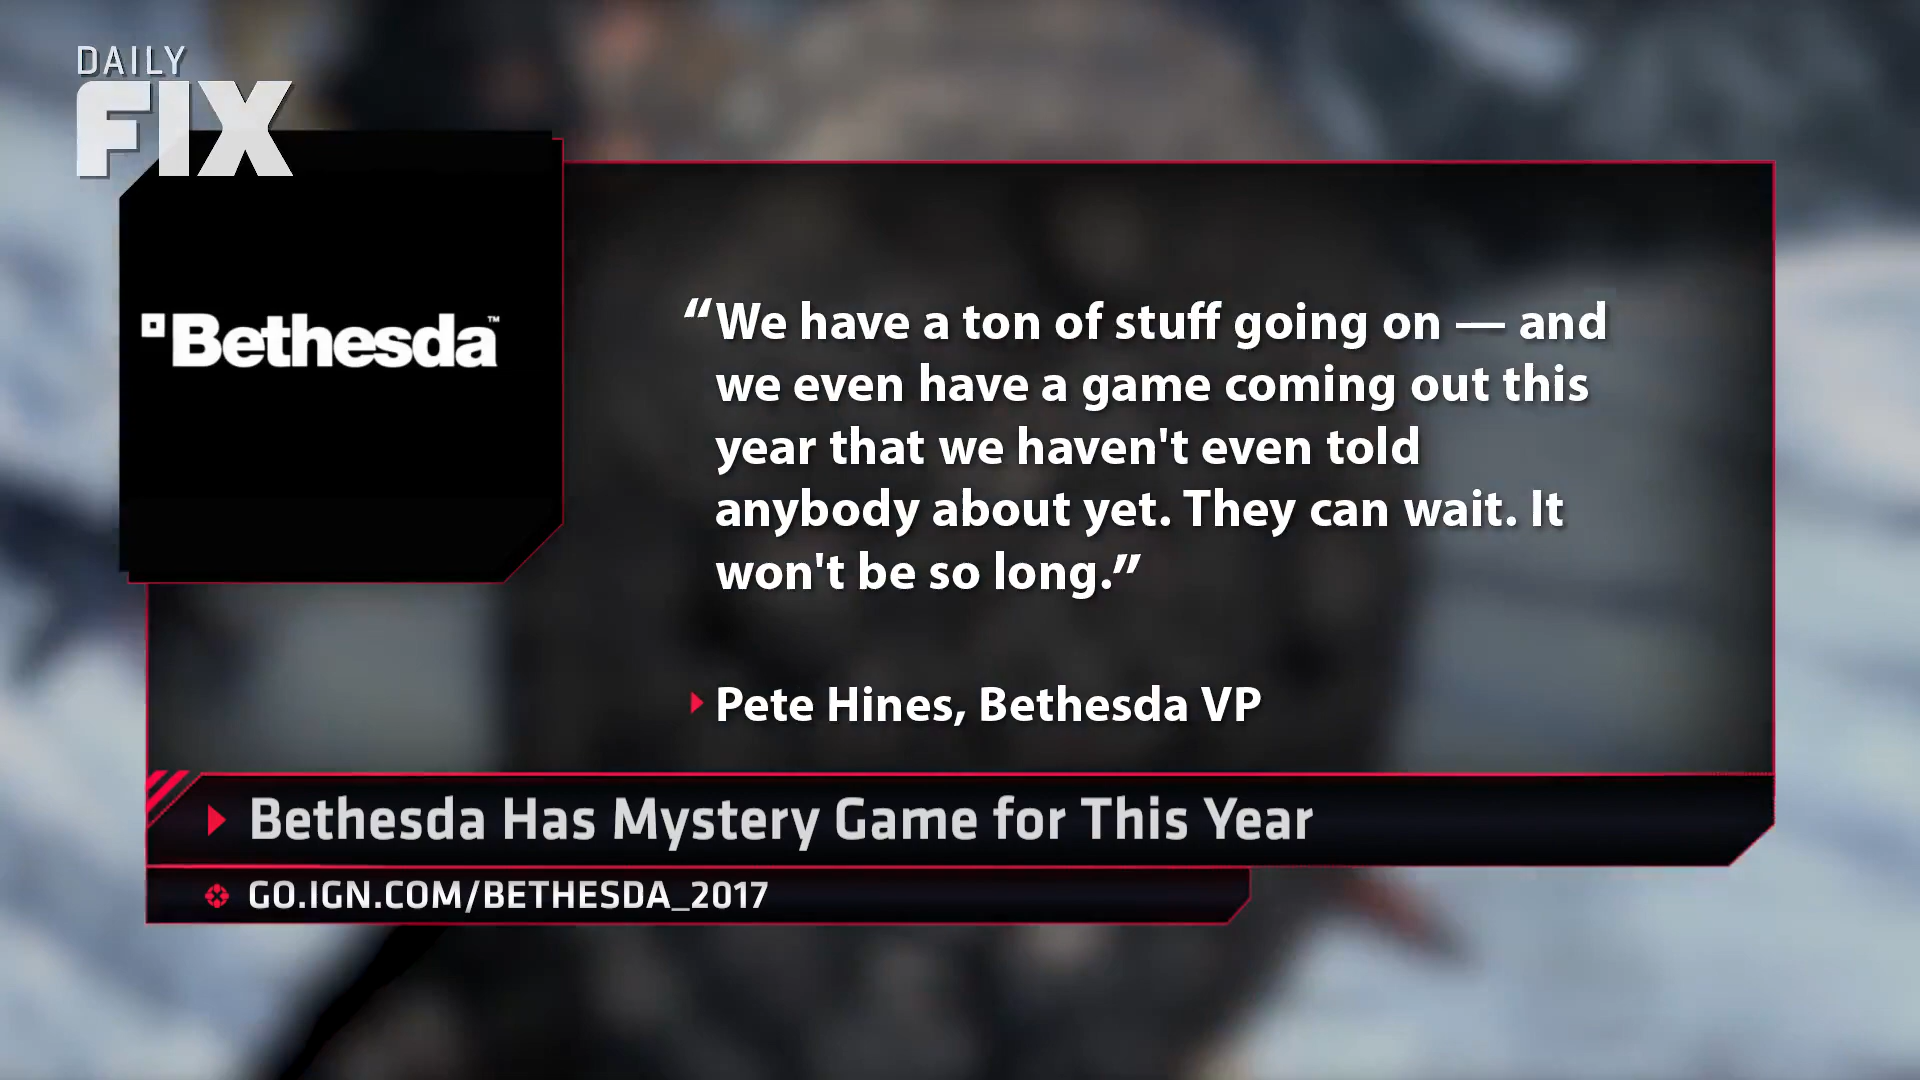 DAILY
FIX
Bethesda™
“We have a ton of stuff going on — and
we even have a game coming out this
year that we haven't even told
anybody about yet. They can wait. It
won't be so long.”
Pete Hines, Bethesda VP
Bethesda Has Mystery Game for This Year
GO.IGN.COM/BETHESDA_2017